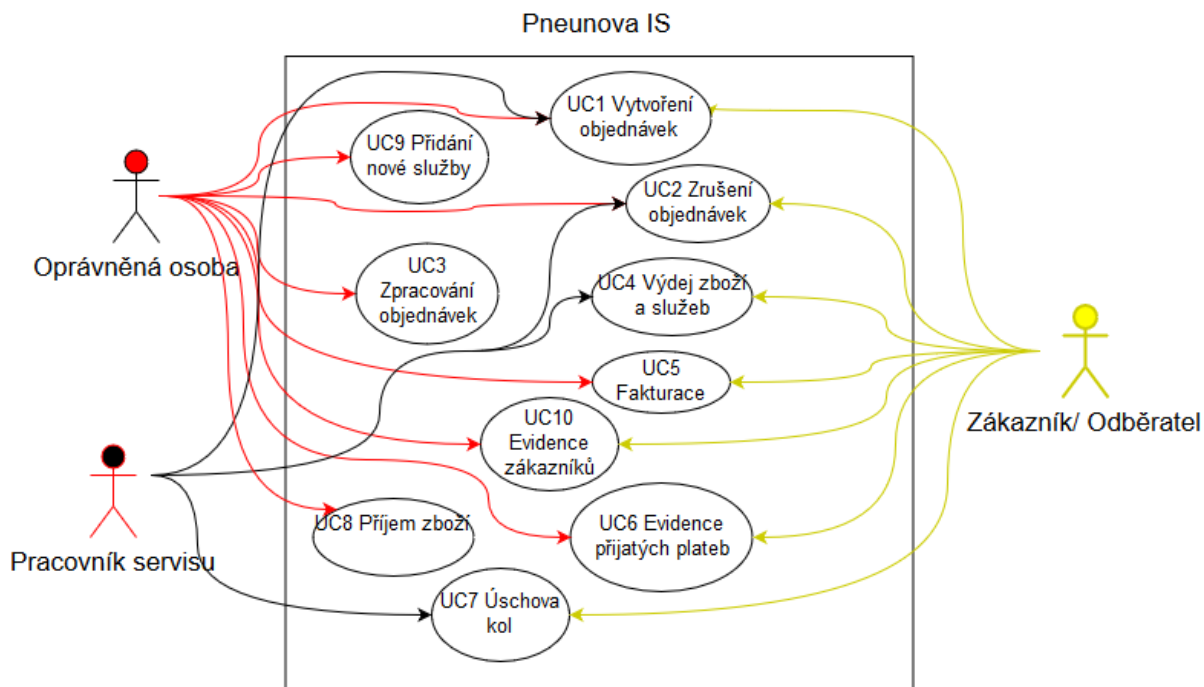 Pneunova IS
UC1 Vytvoření
objednávek
UC9 Přidání
nové služby
UC2 Zrušení
objednávek
Oprávněná osoba
UC3
Zpracování
objednávek
UC4 Výdej zboží
a služeb
UC5
Fakturace
Zákazník/ Odběratel
UC10
Evidence
zákazníků
Pracovník servisu
UC8 Příjem zboží
UC6 Evidence
přijatých plateb
UC7 Úschova
kol